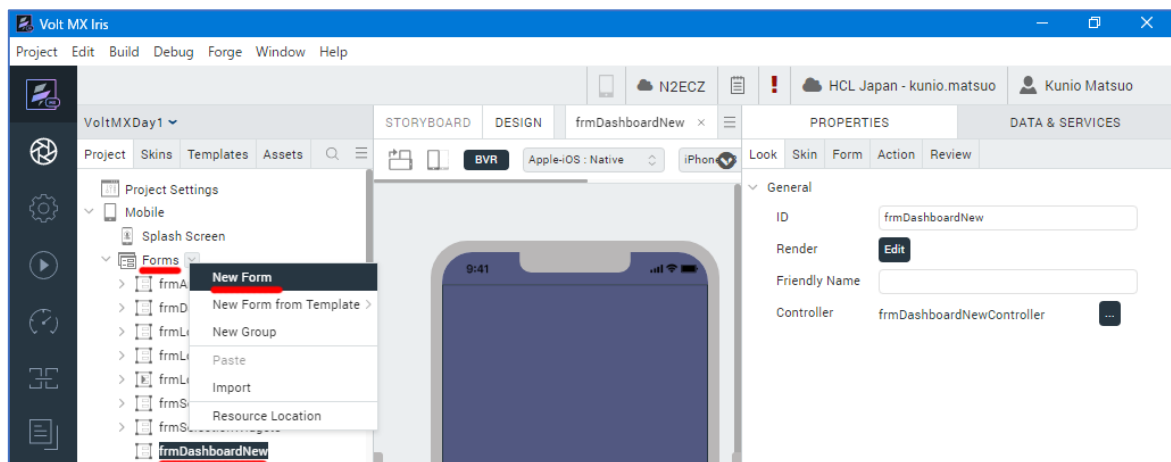 Volt MX Iris
Project Edit Build Debug Forge Window Help
N2ECZ HCL Japan - kunio.matsuo Kunio Matsuo
VoltMXDay1
STORYBOARD DESIGN frmDashboardNew ×
PROPERTIES DATA & SERVICES
Project Skins Templates Assets
BVR Apple-iOS : Native
Look Skin Form Action Review
Project Settings
Mobile
Splash Screen
Forms
New Form
New Form from Template
New Group
Paste
Import
Resource Location
frmDashboardNew
9:41
General
ID frmDashboardNew
Render Edit
Friendly Name
Controller frmDashboardNewController ...